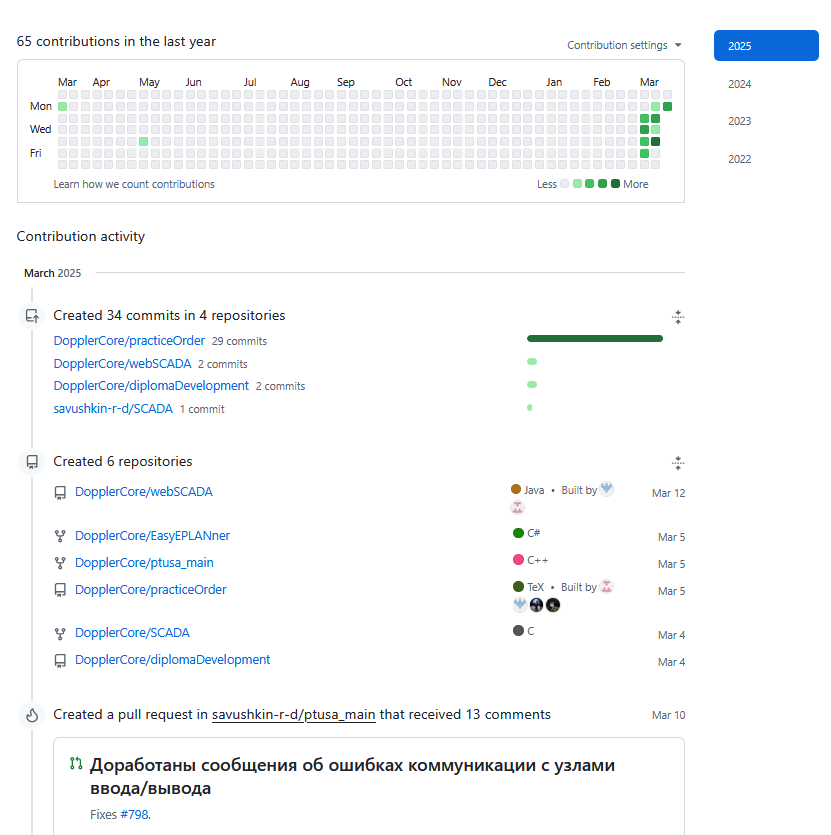 65 contributions in the last year
Contribution settings
2025
2024
2023
2022
Mar Apr May Jun Jul Aug Sep Oct Nov Dec Jan Feb Mar
Mon
Wed
Fri
Learn how we count contributions
Less More
Contribution activity
March 2025
Created 34 commits in 4 repositories
DopplerCore/practiceOrder 29 commits
DopplerCore/webSCADA 2 commits
DopplerCore/diplomaDevelopment 2 commits
savushkin-r-d/SCADA 1 commit
Created 6 repositories
DopplerCore/webSCADA Java • Built by Mar 12
DopplerCore/EasyEPLANner C# Mar 5
DopplerCore/ptusa_main C++ Mar 5
DopplerCore/practiceOrder TeX • Built by Mar 5
DopplerCore/SCADA C Mar 4
DopplerCore/diplomaDevelopment Mar 4
Created a pull request in savushkin-r-d/ptusa_main that received 13 comments Mar 10
Доработаны сообщения об ошибках коммуникации с узлами
ввода/вывода
Fixes #798.